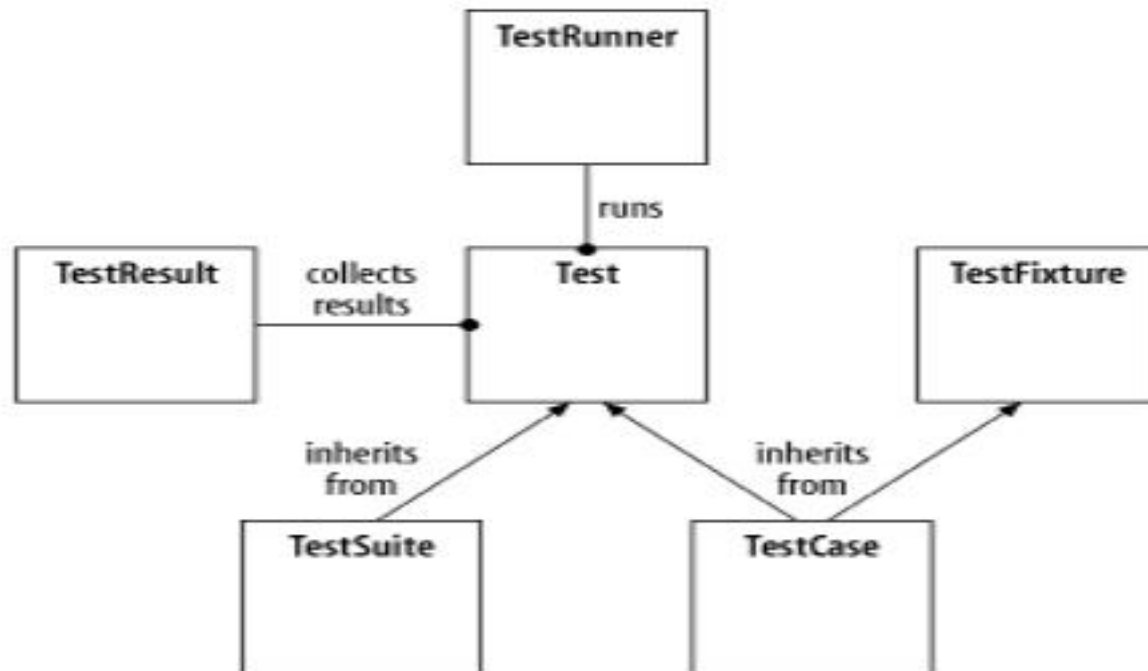 TestRunner
runs
TestResult
collects
results
Test
TestFixture
inherits
from
inherits
from
TestSuite
TestCase